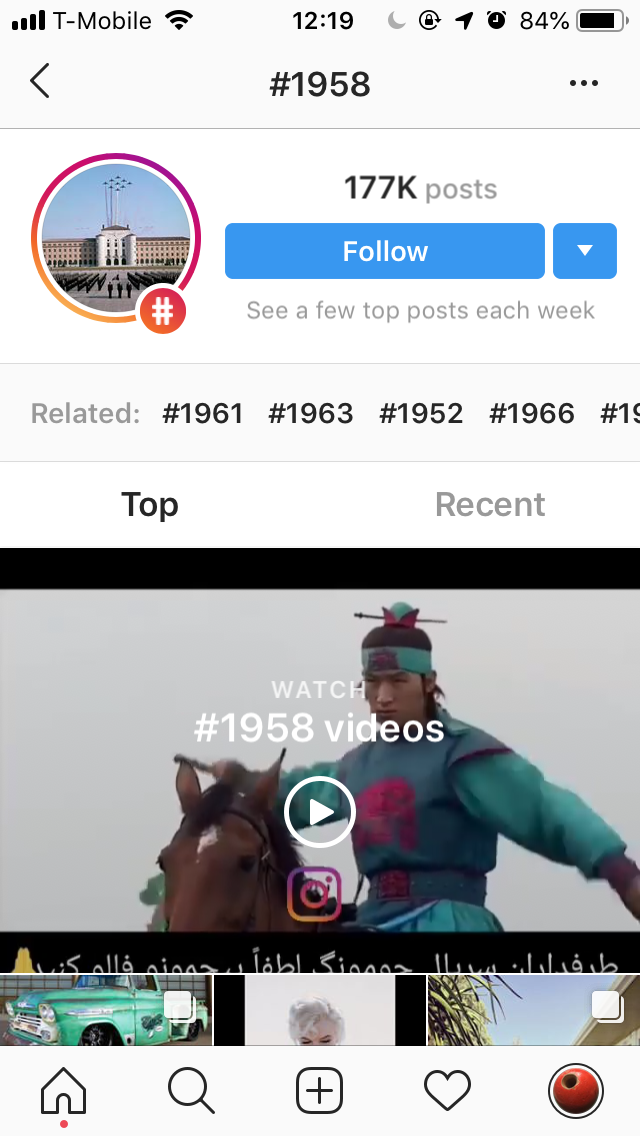 T-Mobile 12:19 84%
#1958
177K posts
Follow
See a few top posts each week
Related: #1961 #1963 #1952 #1966 #19
Top Recent
WATCH
#1958 videos
طرفداران سریال جومونگ لطفاً پیجمونو فالو کنید